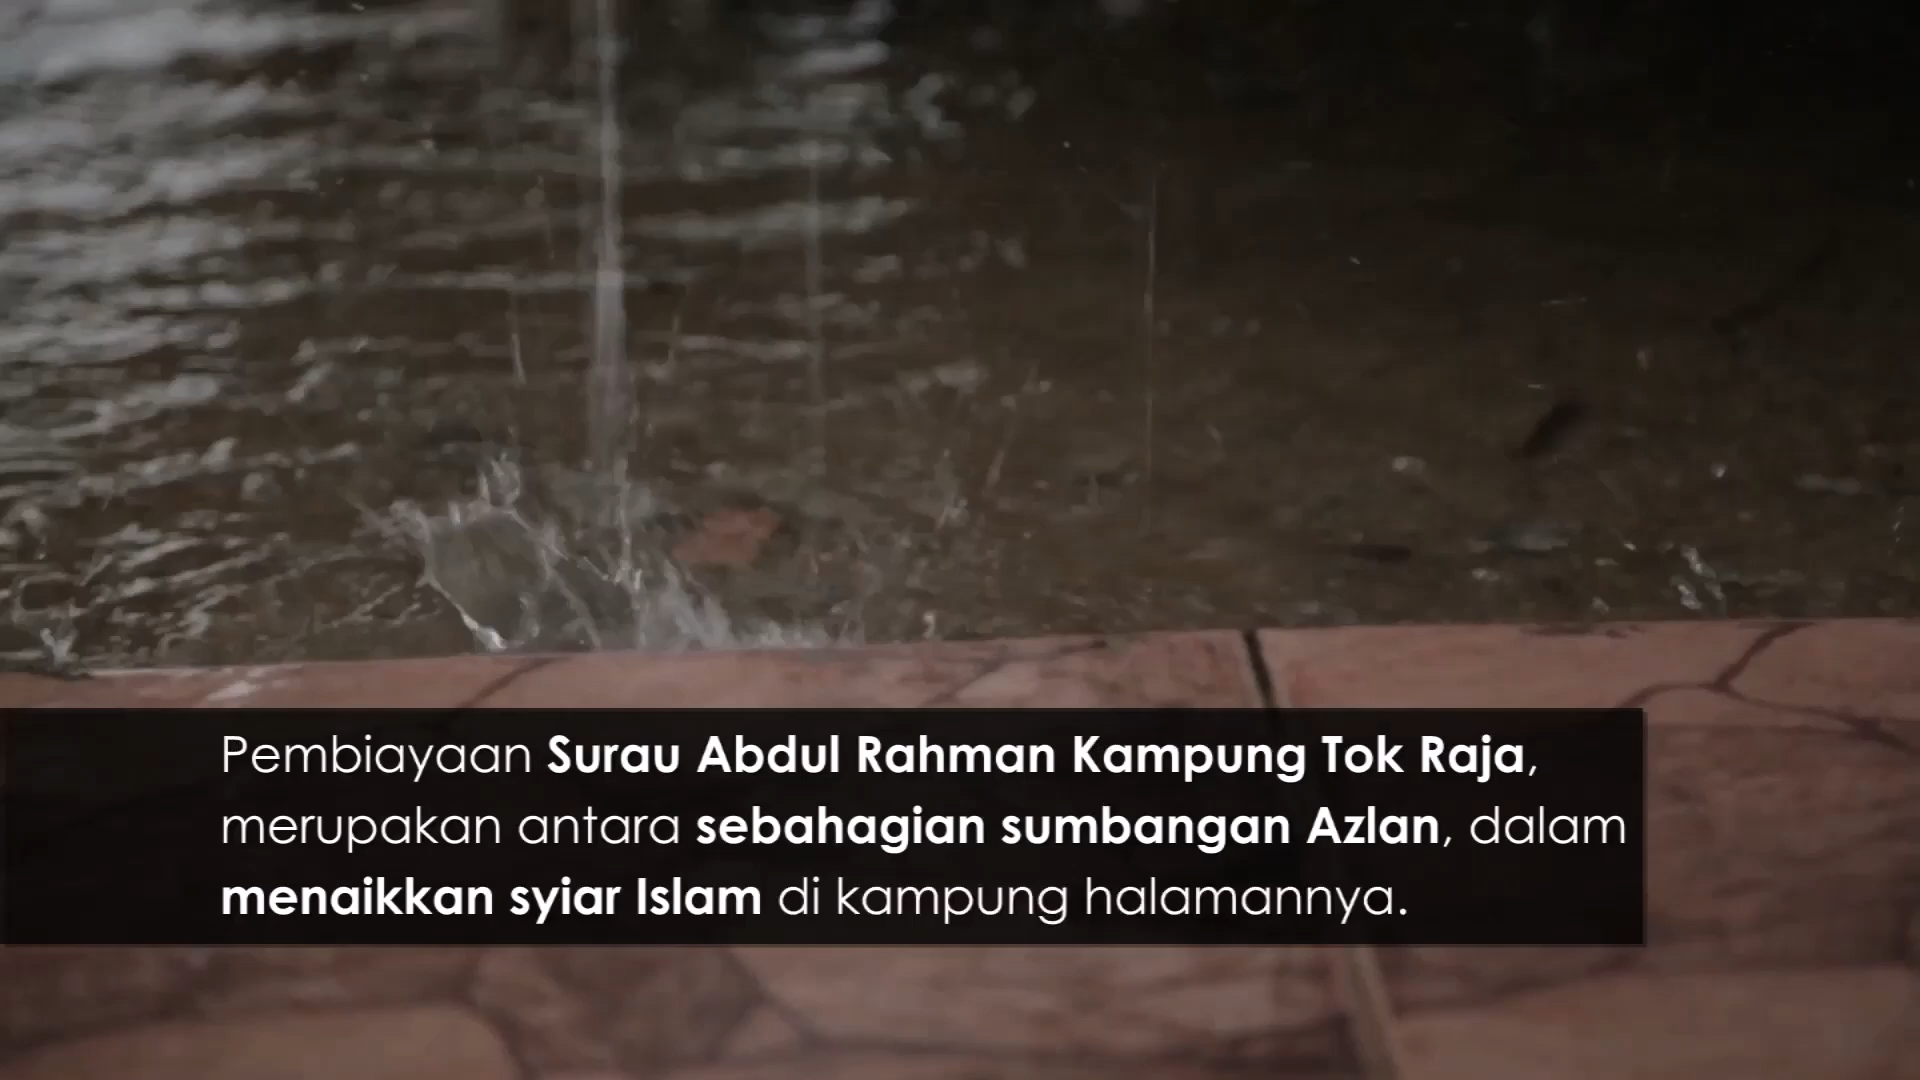 Pembiayaan Surau Abdul Rahman Kampung Tok Raja,
merupakan antara sebahagian sumbangan Azlan, dalam
menaikkan syiar Islam di kampung halamannya.